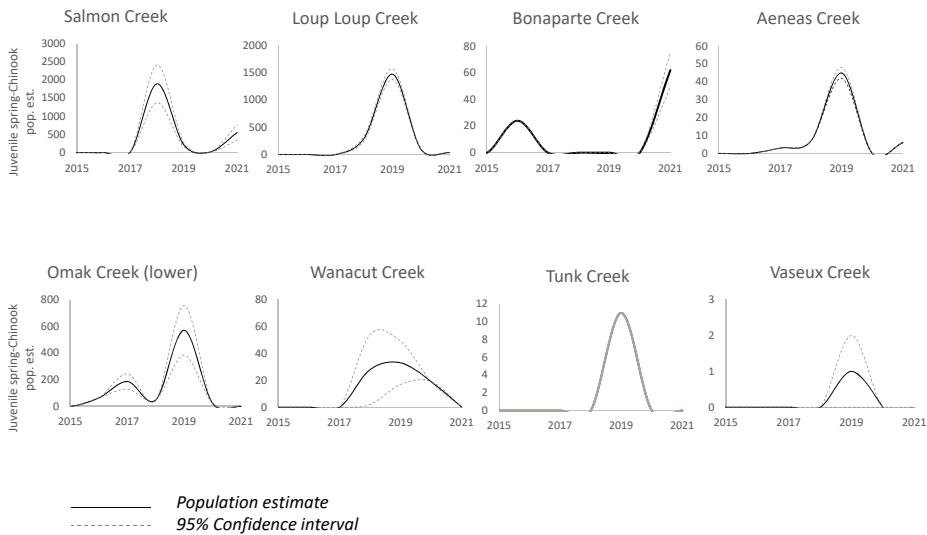 Salmon Creek
Loup Loup Creek
Bonaparte Creek
Aeneas Creek
Juvenile spring-Chinook
pop. est.
3000
2500
2000
1500
1000
500
0
2015 2017 2019 2021
2000
1500
1000
500
0
2015 2017 2019 2021
80
60
40
20
0
2015 2017 2019 2021
60
50
40
30
20
10
0
2015 2017 2019 2021
Omak Creek (lower)
Wanacut Creek
Tunk Creek
Vaseux Creek
Juvenile spring-Chinook
pop. est.
800
600
400
200
0
2015 2017 2019 2021
80
60
40
20
0
2015 2017 2019 2021
12
10
8
6
4
2
0
2015 2017 2019 2021
3
2
1
0
2015 2017 2019 2021
Population estimate
95% Confidence interval